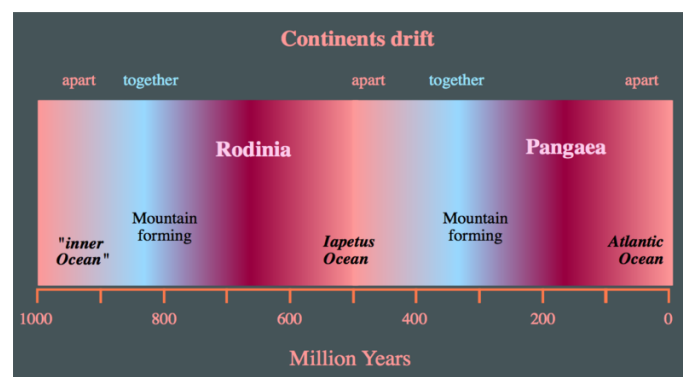 Continents drift
apart together apart together apart
Rodinia Pangaea
Mountain Mountain
forming forming
"inner Iapetus Atlantic
Ocean" Ocean Ocean
1000 800 600 400 200 0
Million Years